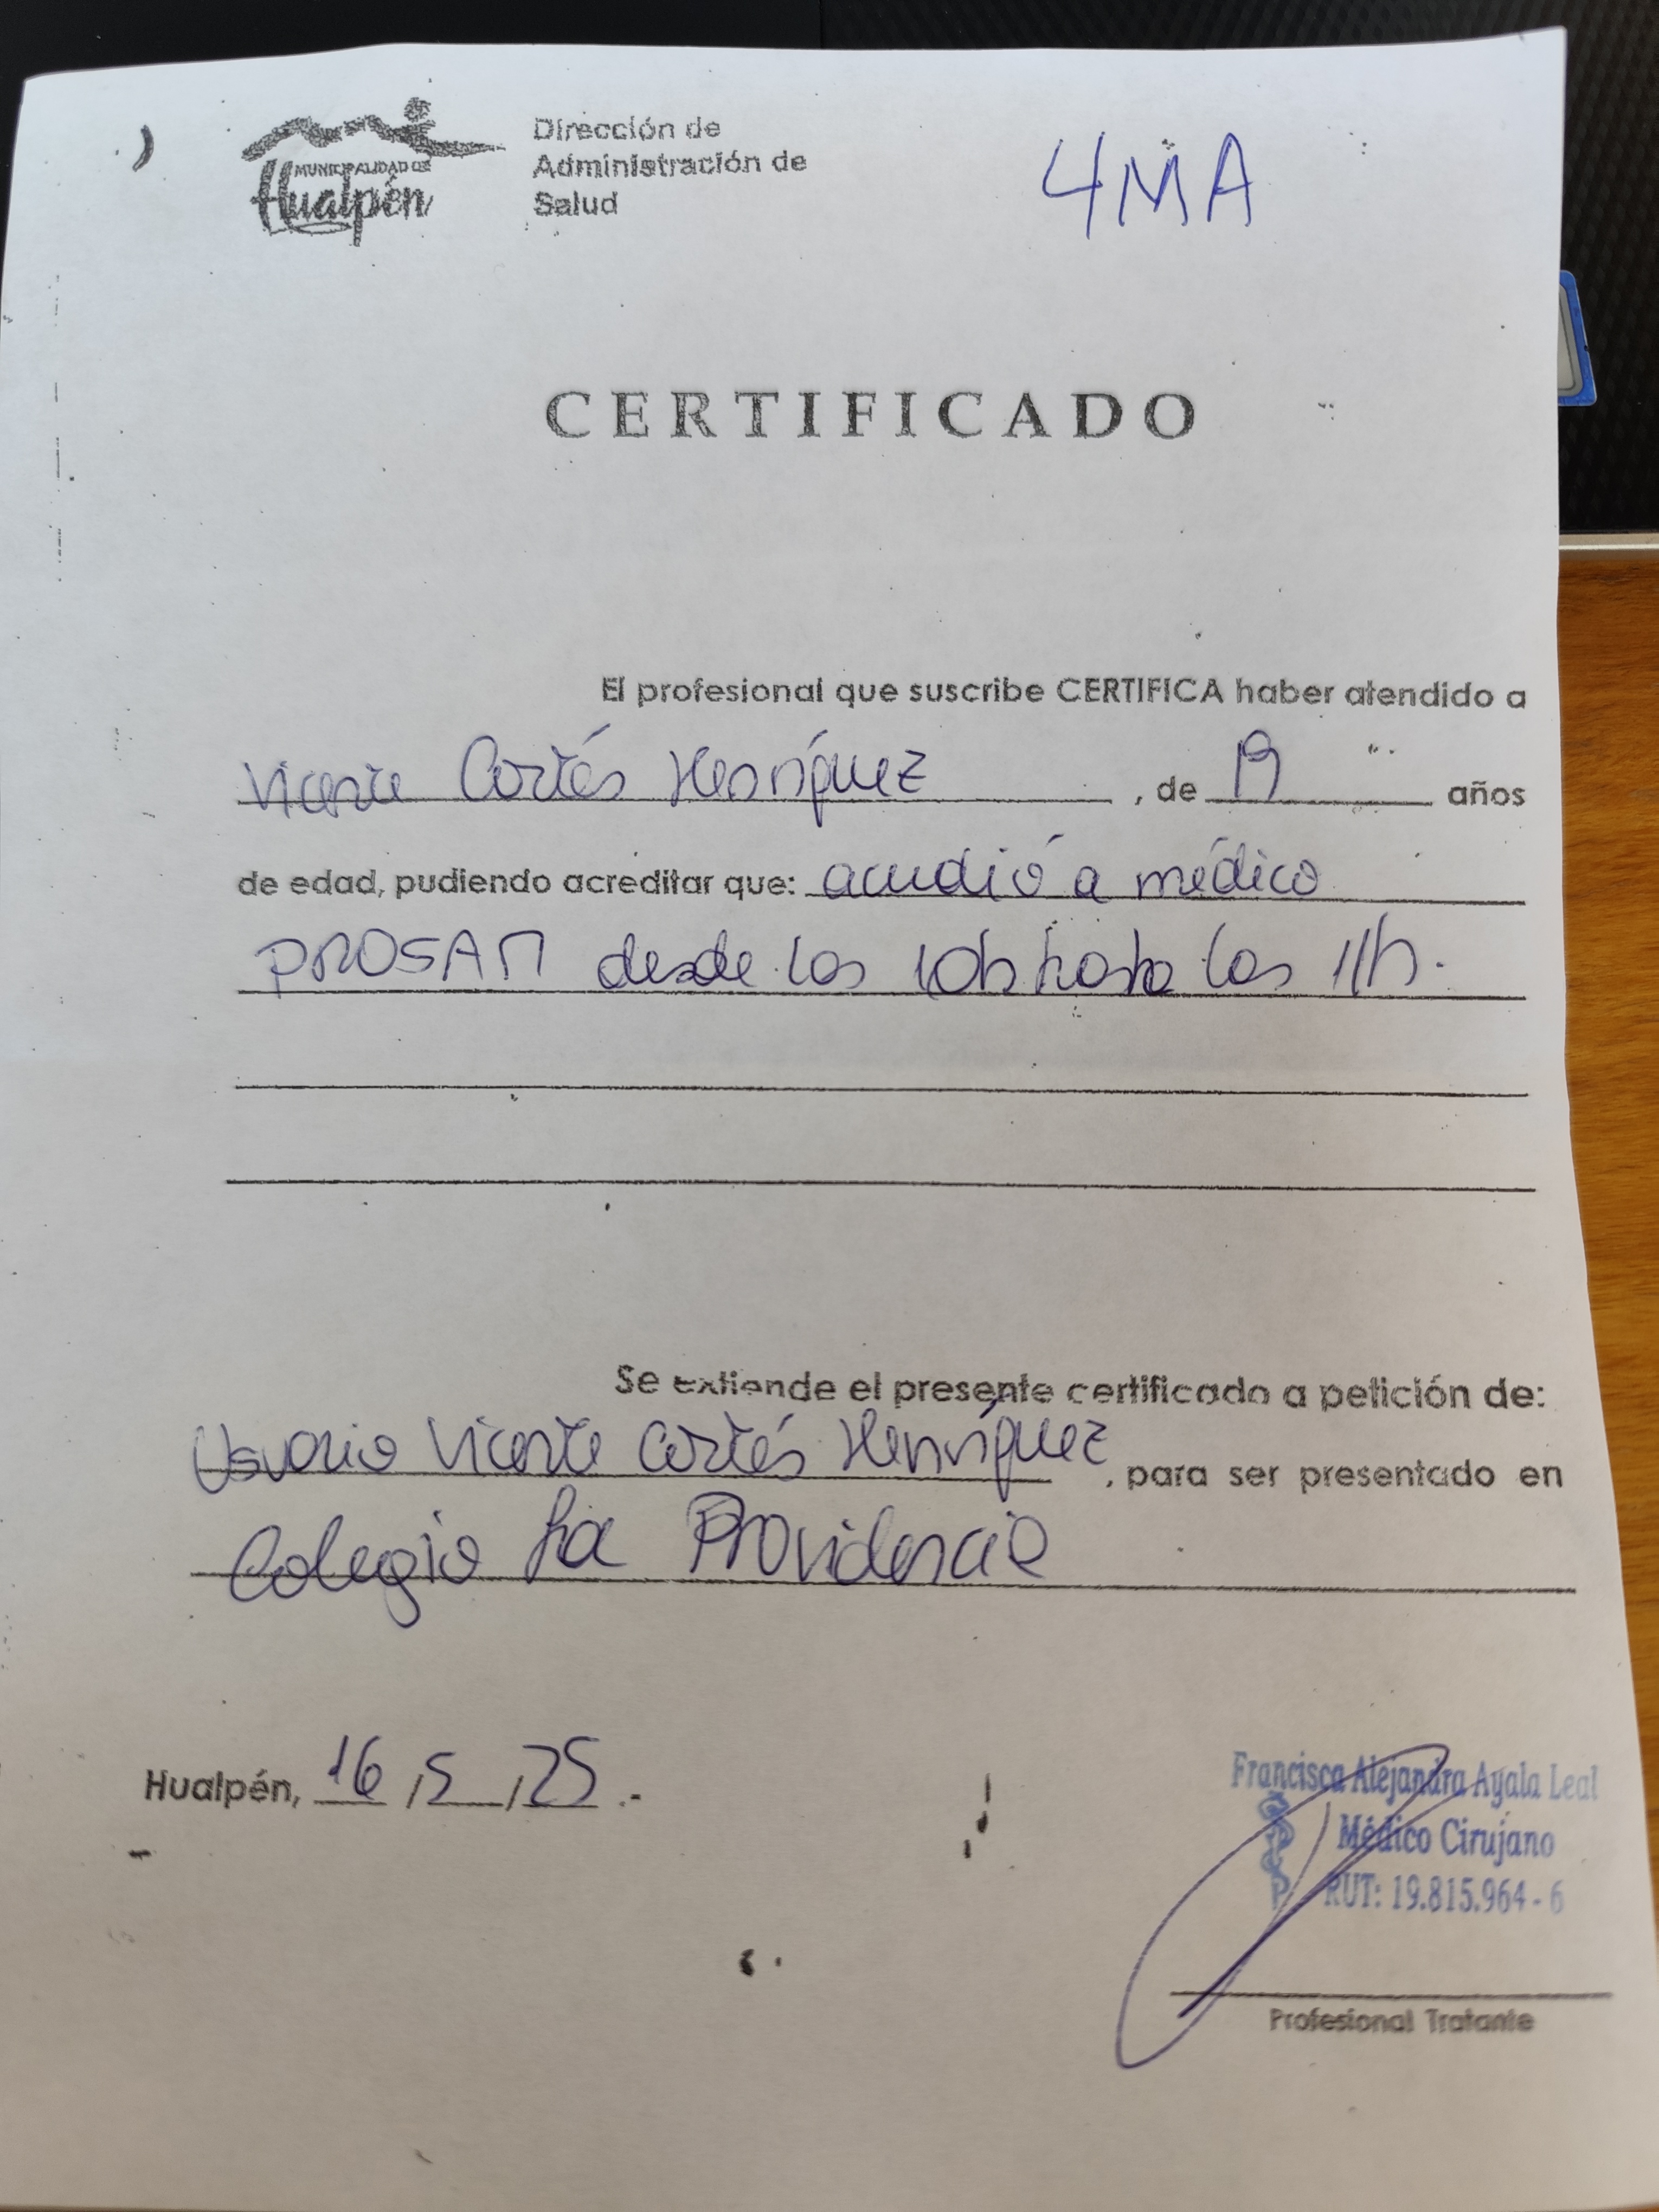 MUNICIPALIDAD DE
Hualpén
Dirección de
Administración de
Salud
4MA
CERTIFICADO
El profesional que suscribe CERTIFICA haber atendido a
Vicente Cortés Henríquez, de 19 años
de edad, pudiendo acreditar que: acudió a médico
PROSAM desde las 10h hasta las 11h.
Se extiende el presente certificado a petición de:
Usuario Vicente Cortés Henríquez, para ser presentado en
Colegio La Providencia
Hualpén, 16/5/25.-
Francisca Alejandra Ayala Leal
Médico Cirujano
RUT: 19.815.964-6
Profesional Tratante